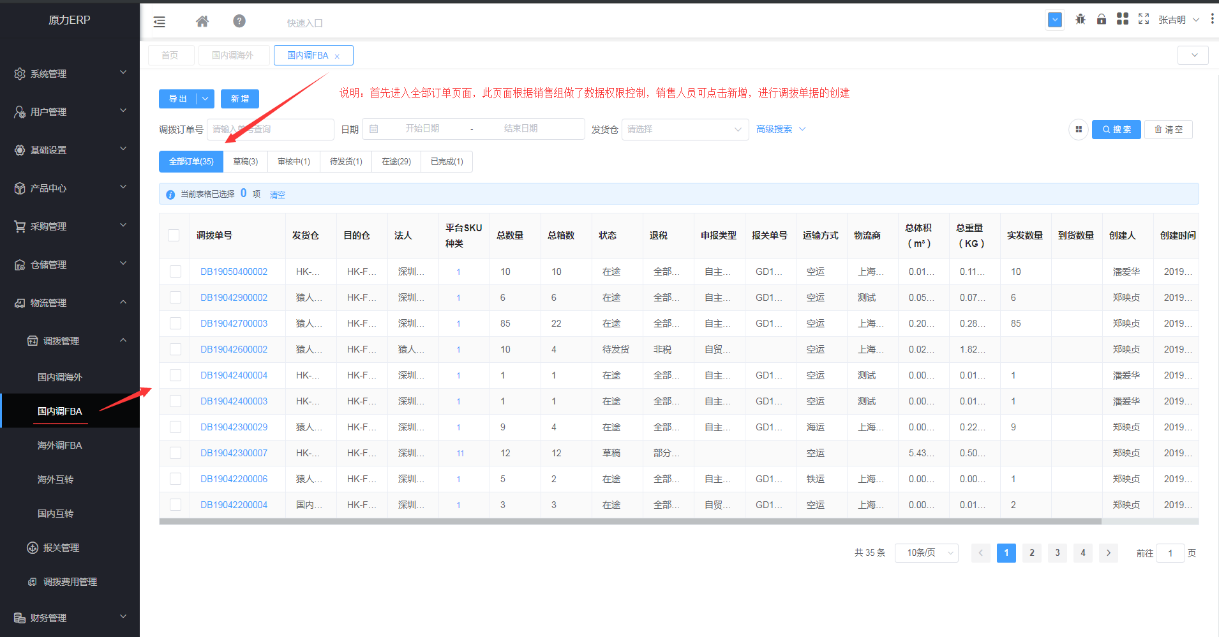 原力ERP
快速入口
张古明
系统管理
用户管理
基础设置
产品中心
采购管理
仓储管理
物流管理
调拨管理
国内调海外
国内调FBA
海外调FBA
海外互转
国内互转
报关管理
调拨费用管理
财务管理
首页 国内调海外 国内调FBA ×
导出 新增
说明：首先进入全部订单页面，此页面根据销售组做了数据权限控制，销售人员可点击新增，进行调拨单据的创建
调拨订单号 日期 开始日期 - 结束日期 发货仓 请选择 高级搜索 搜索 清空
全部订单(35) 草稿(3) 审核中(1) 待发货(1) 在途(29) 已完成(1)
当前表格已选择 0 项 清空
调拨单号 发货仓 目的仓 法人 平台SKU种类 总数量 总箱数 状态 退税 申报类型 报关单号 运输方式 物流商 总体积（m³） 总重量（KG） 实发数量 到货数量 创建人 创建时间
DB19050400002 HK-... HK-F... 深圳... 1 10 10 在途 全部... 自主... GD1... 空运 上海... 0.01... 0.11... 10 潘爱华 2019...
DB19042900002 猿人... HK-F... 深圳... 1 6 6 在途 全部... 自主... GD1... 空运 测试 0.05... 0.07... 6 郑映贞 2019...
DB19042700003 猿人... HK-F... 深圳... 1 85 22 在途 全部... 自主... GD1... 空运 上海... 0.20... 0.28... 85 郑映贞 2019...
DB19042600002 猿人... HK-F... 猿人... 1 10 4 待发货 非税 自贸... 空运 上海... 0.02... 1.62... 郑映贞 2019...
DB19042400004 HK-... HK-F... 深圳... 1 1 1 在途 全部... 自主... GD1... 空运 测试 0.00... 0.01... 1 潘爱华 2019...
DB19042400003 HK-... HK-F... 深圳... 1 1 1 在途 全部... 自主... GD1... 空运 测试 0.00... 0.01... 1 潘爱华 2019...
DB19042300029 猿人... HK-F... 深圳... 1 9 4 在途 全部... 自主... GD1... 海运 上海... 0.00... 0.22... 9 郑映贞 2019...
DB19042300007 HK-... HK-F... 深圳... 11 12 12 草稿 部分... 空运 5.43... 0.50... 郑映贞 2019...
DB19042200006 猿人... HK-F... 深圳... 1 5 2 在途 全部... 自主... GD1... 铁运 上海... 0.00... 0.00... 1 郑映贞 2019...
DB19042200004 国内... HK-F... 深圳... 1 3 3 在途 全部... 自贸... GD1... 空运 上海... 0.00... 0.01... 2 郑映贞 2019...
共 35 条 10条/页 < 1 2 3 4 > 前往 1 页